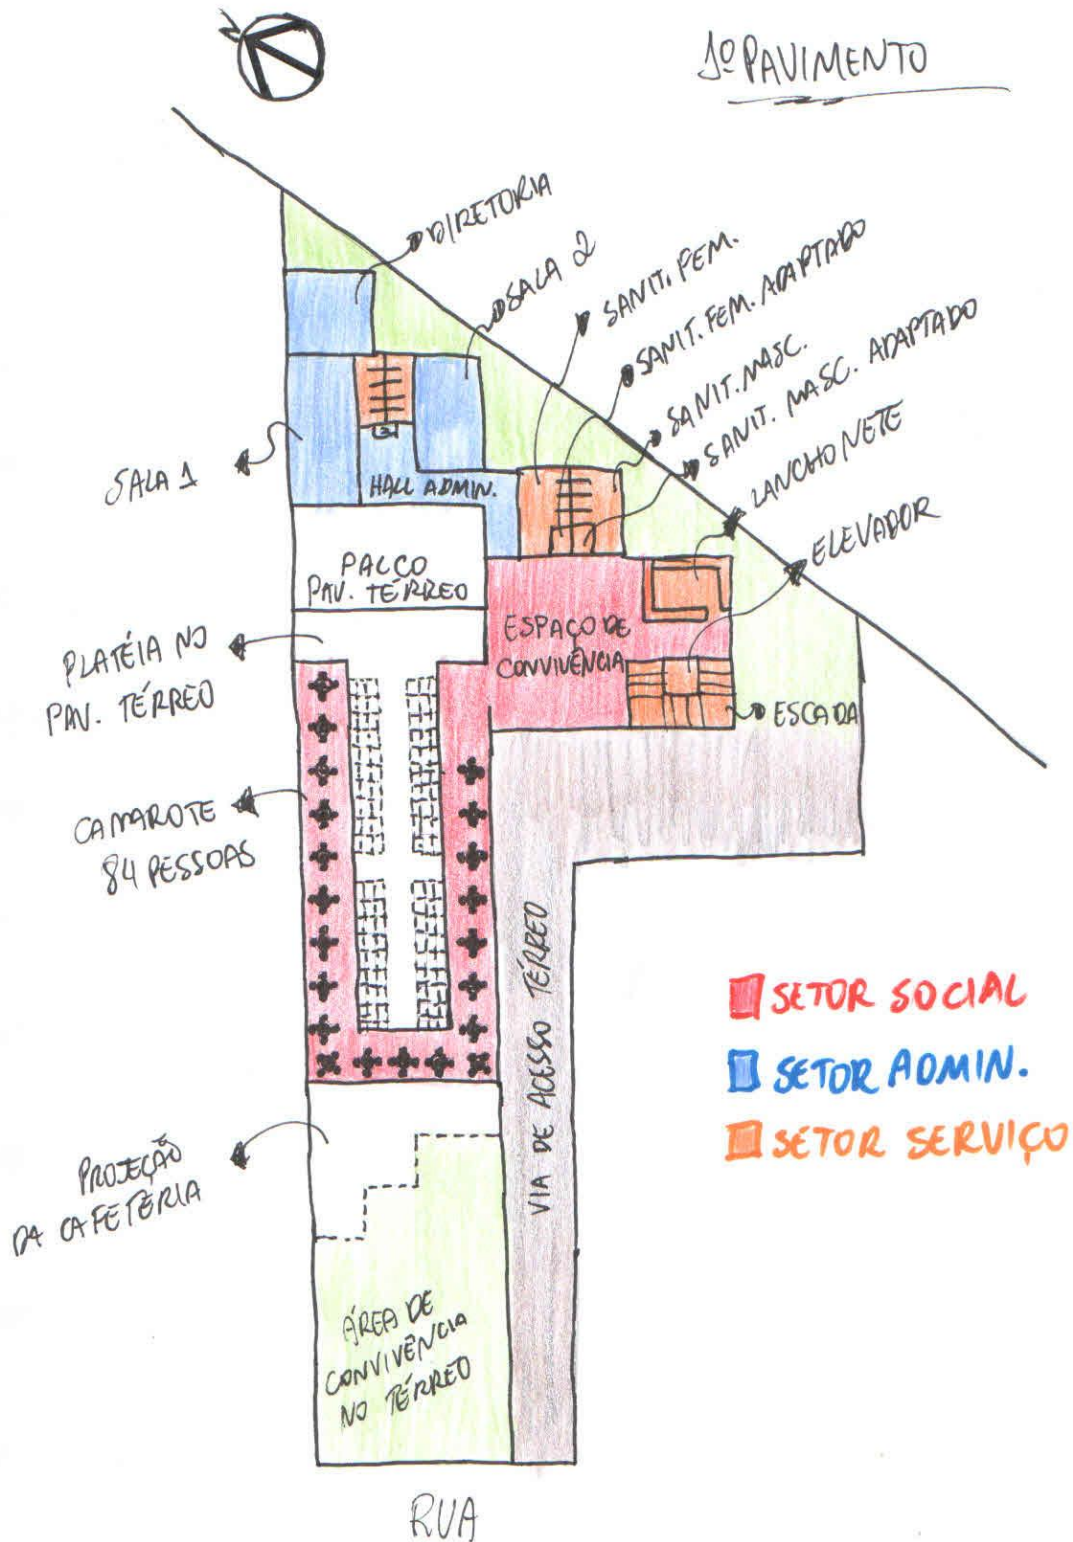 N
1º PAVIMENTO
DIRETORIA
SALA 2
SANIT. FEM.
SANIT. FEM. ADAPTADO
SANIT. MASC.
SANIT. MASC. ADAPTADO
LANCHONETE
ELEVADOR
SALA 1
HALL ADMIN.
PALCO
PAV. TÉRREO
PLATÉIA NO
PAV. TÉRREO
ESPAÇO DE
CONVIVÊNCIA
ESCADA
CAMAROTE
84 PESSOAS
VIA DE ACESSO TÉRREO
SETOR SOCIAL
SETOR ADMIN.
SETOR SERVIÇO
PROJEÇÃO
DA CAFETERIA
ÁREA DE
CONVIVÊNCIA
NO TÉRREO
RUA